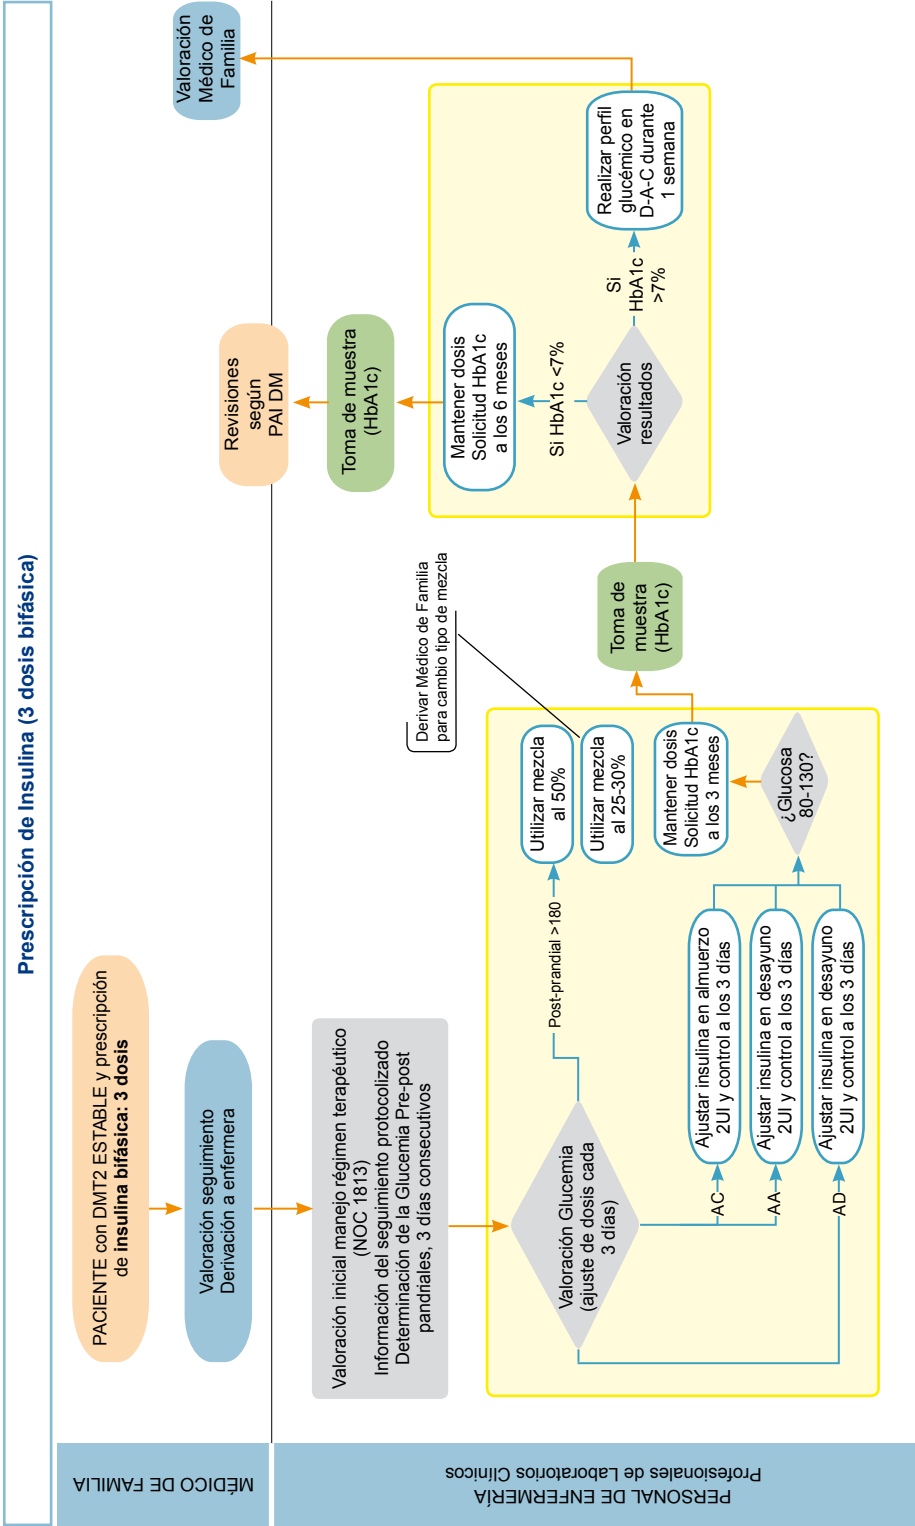 Prescripción de Insulina (3 dosis bifásica)
MÉDICO DE FAMILIA
PACIENTE con DMT2 ESTABLE y prescripción
de insulina bifásica: 3 dosis
Valoración seguimiento
Derivación a enfermera
Revisiones
según
PAI DM
Valoración
Médico de
Familia
PERSONAL DE ENFERMERÍA
Profesionales de Laboratorios Clínicos
Valoración inicial manejo régimen terapéutico
(NOC 1813)
Información del seguimiento protocolizado
Determinación de la Glucemia Pre-post
pandriales, 3 días consecutivos
Valoración Glucemia
(ajuste de dosis cada
3 días)
Post-prandial >180
Utilizar mezcla
al 50%
Utilizar mezcla
al 25-30%
Derivar Médico de Familia
para cambio tipo de mezcla
AC
Ajustar insulina en almuerzo
2UI y control a los 3 días
AA
Ajustar insulina en desayuno
2UI y control a los 3 días
AD
Ajustar insulina en desayuno
2UI y control a los 3 días
¿Glucosa
80-130?
Mantener dosis
Solicitud HbA1c
a los 3 meses
Toma de
muestra
(HbA1c)
Valoración
resultados
Si HbA1c <7%
Mantener dosis
Solicitud HbA1c
a los 6 meses
Toma de muestra
(HbA1c)
Si
HbA1c
>7%
Realizar perfil
glucémico en
D-A-C durante
1 semana